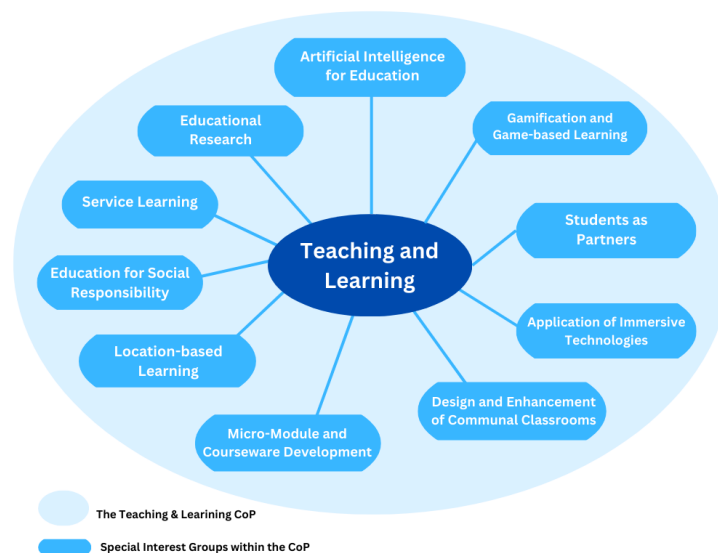 Artificial Intelligence
for Education
Gamification and
Game-based Learning
Educational
Research
Service Learning
Students as
Partners
Teaching and
Learning
Education for Social
Responsibility
Application of Immersive
Technologies
Location-based
Learning
Design and Enhancement
of Communal Classrooms
Micro-Module and
Courseware Development
The Teaching & Learining CoP
Special Interest Groups within the CoP